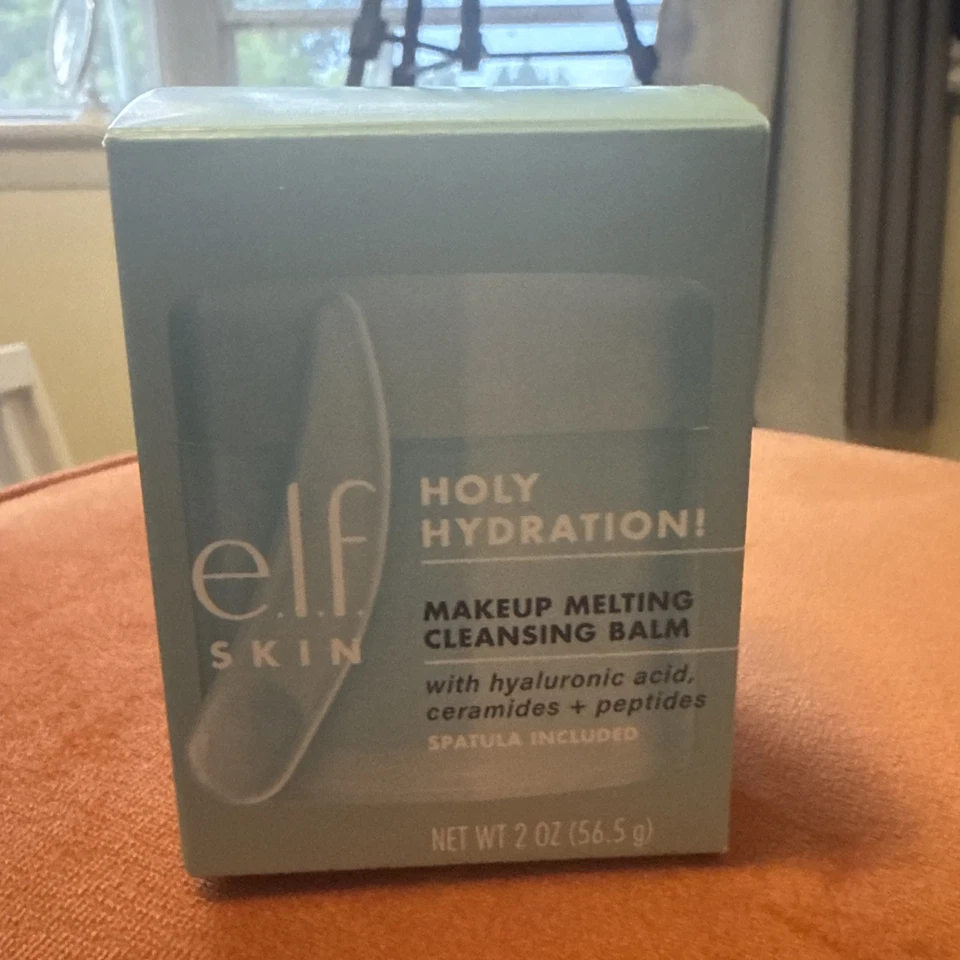 e.l.f.
SKIN
HOLY
HYDRATION!
MAKEUP MELTING
CLEANSING BALM
with hyaluronic acid,
ceramides + peptides
SPATULA INCLUDED
NET WT 2 OZ (56.5 g)